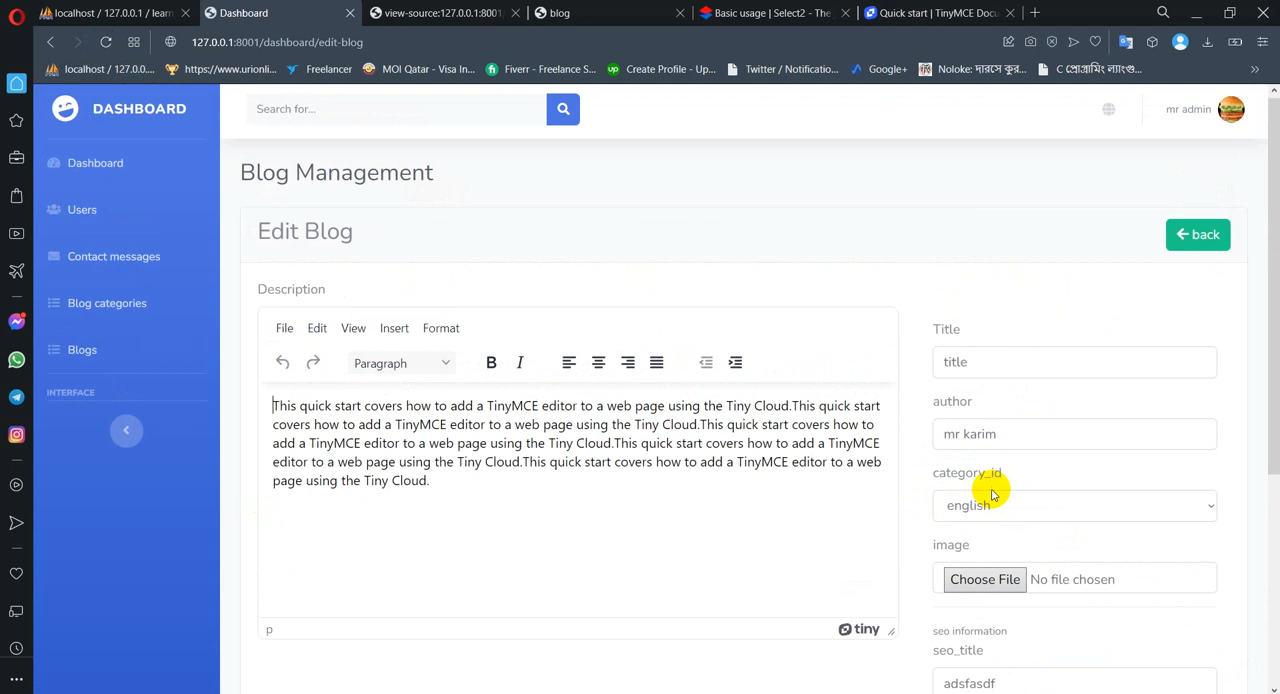 localhost / 127.0.0.1 / learn
Dashboard
view-source:127.0.0.1:8001/
blog
Basic usage | Select2 - The
Quick start | TinyMCE Docu
127.0.0.1:8001/dashboard/edit-blog
localhost / 127.0.0....
https://www.urionli...
Freelancer
MOI Qatar - Visa In...
Fiverr - Freelance S...
Create Profile - Up...
Twitter / Notificatio...
Google+
Noloke: দারসে কুর...
C প্রোগ্রামিং ল্যাংগু...
DASHBOARD
Search for...
mr admin
Dashboard
Users
Contact messages
Blog categories
Blogs
INTERFACE
Blog Management
Edit Blog
back
Description
File Edit View Insert Format
Paragraph
B I
This quick start covers how to add a TinyMCE editor to a web page using the Tiny Cloud.This quick start
covers how to add a TinyMCE editor to a web page using the Tiny Cloud.This quick start covers how to
add a TinyMCE editor to a web page using the Tiny Cloud.This quick start covers how to add a TinyMCE
editor to a web page using the Tiny Cloud.This quick start covers how to add a TinyMCE editor to a web
page using the Tiny Cloud.
p
tiny
Title
title
author
mr karim
category_id
english
image
Choose File No file chosen
seo information
seo_title
adsfasdf